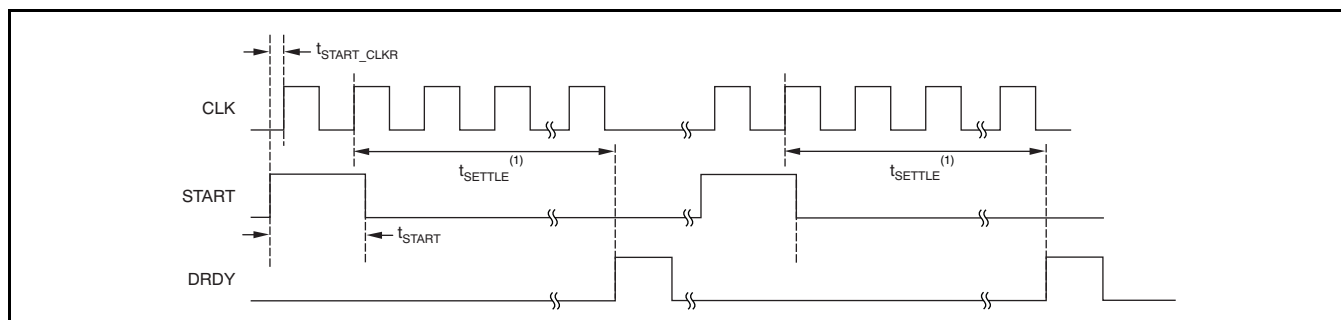 tSTART_CLKR
CLK
tSETTLE(1) tSETTLE(1)
START
tSTART
DRDY